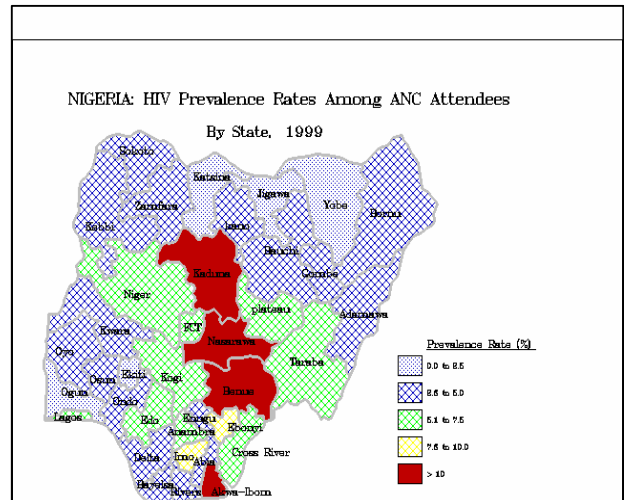 NIGERIA: HIV Prevalence Rates Among ANC Attendees
By State, 1999
Sokoto
Katsina
Jigawa
Zamfara
Yobe
Bornu
Kano
Kebbi
Bauchi
Kaduna
Gombe
Niger
plateau
Adamawa
FCT
Kwara
Nasarawa
Oyo
Taraba
Ekiti
Kogi
Osun
Ogun
Benue
Ondo
Lagos
Edo
Enugu
Ebonyi
Anambra
Cross River
Delta
Imo
Abia
Bayelsa
Rivers
Akwa-Ibom
Prevalence Rate (%)
0.0 to 2.5
2.6 to 5.0
5.1 to 7.5
7.6 to 10.0
> 10